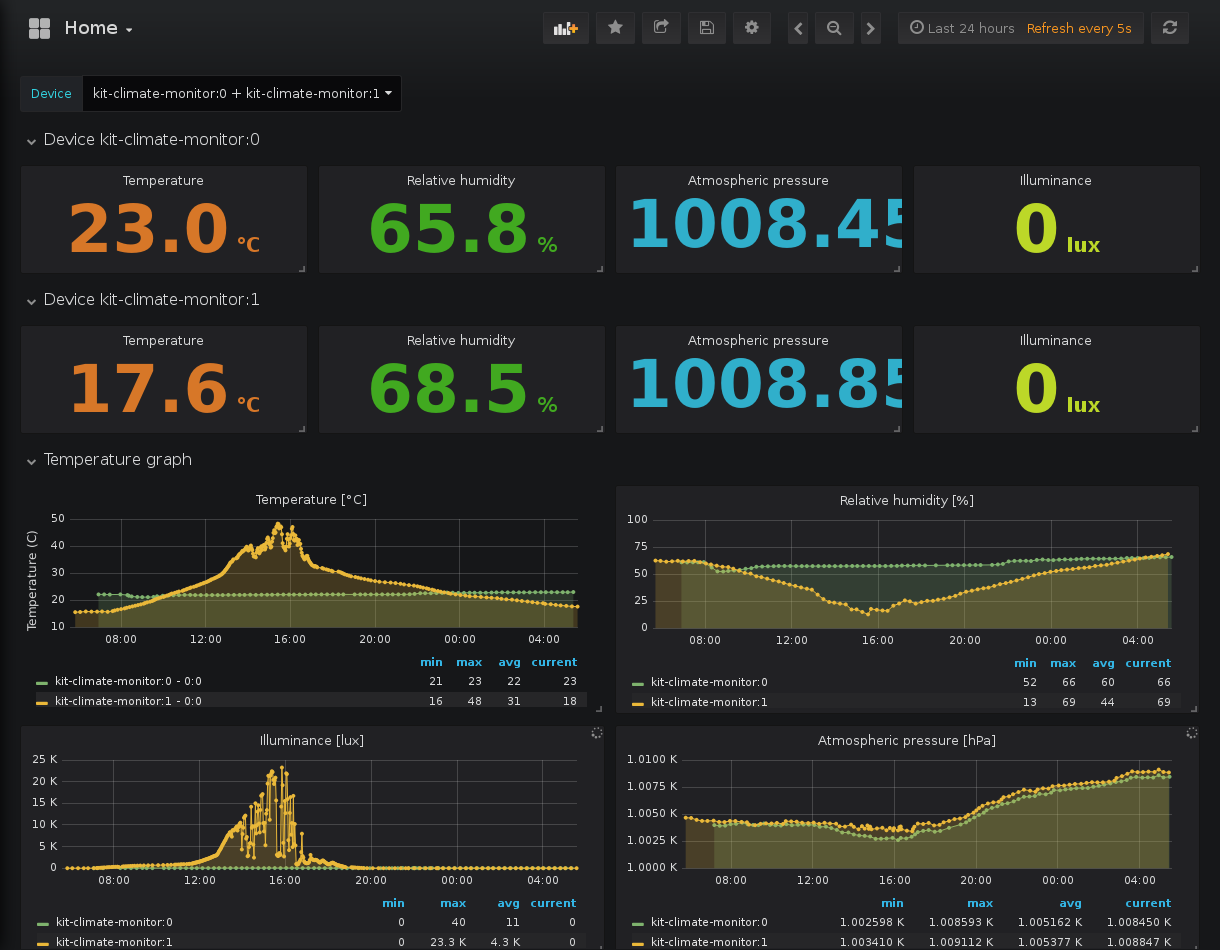 Home
Last 24 hours Refresh every 5s
Device kit-climate-monitor:0 + kit-climate-monitor:1
Device kit-climate-monitor:0
Temperature Relative humidity Atmospheric pressure Illuminance
23.0 °C 65.8 % 1008.45 0 lux
Device kit-climate-monitor:1
Temperature Relative humidity Atmospheric pressure Illuminance
17.6 °C 68.5 % 1008.85 0 lux
Temperature graph
Temperature [°C]
Temperature (C)
50
40
30
20
10
08:00 12:00 16:00 20:00 00:00 04:00
min max avg current
kit-climate-monitor:0 - 0:0 21 23 22 23
kit-climate-monitor:1 - 0:0 16 48 31 18
Relative humidity [%]
100
75
50
25
0
08:00 12:00 16:00 20:00 00:00 04:00
min max avg current
kit-climate-monitor:0 52 66 60 66
kit-climate-monitor:1 13 69 44 69
Illuminance [lux]
25 K
20 K
15 K
10 K
5 K
0
08:00 12:00 16:00 20:00 00:00 04:00
min max avg current
kit-climate-monitor:0 0 40 11 0
kit-climate-monitor:1 0 23.3 K 4.3 K 0
Atmospheric pressure [hPa]
1.0100 K
1.0075 K
1.0050 K
1.0025 K
1.0000 K
08:00 12:00 16:00 20:00 00:00 04:00
min max avg current
kit-climate-monitor:0 1.002598 K 1.008593 K 1.005162 K 1.008450 K
kit-climate-monitor:1 1.003410 K 1.009112 K 1.005377 K 1.008847 K